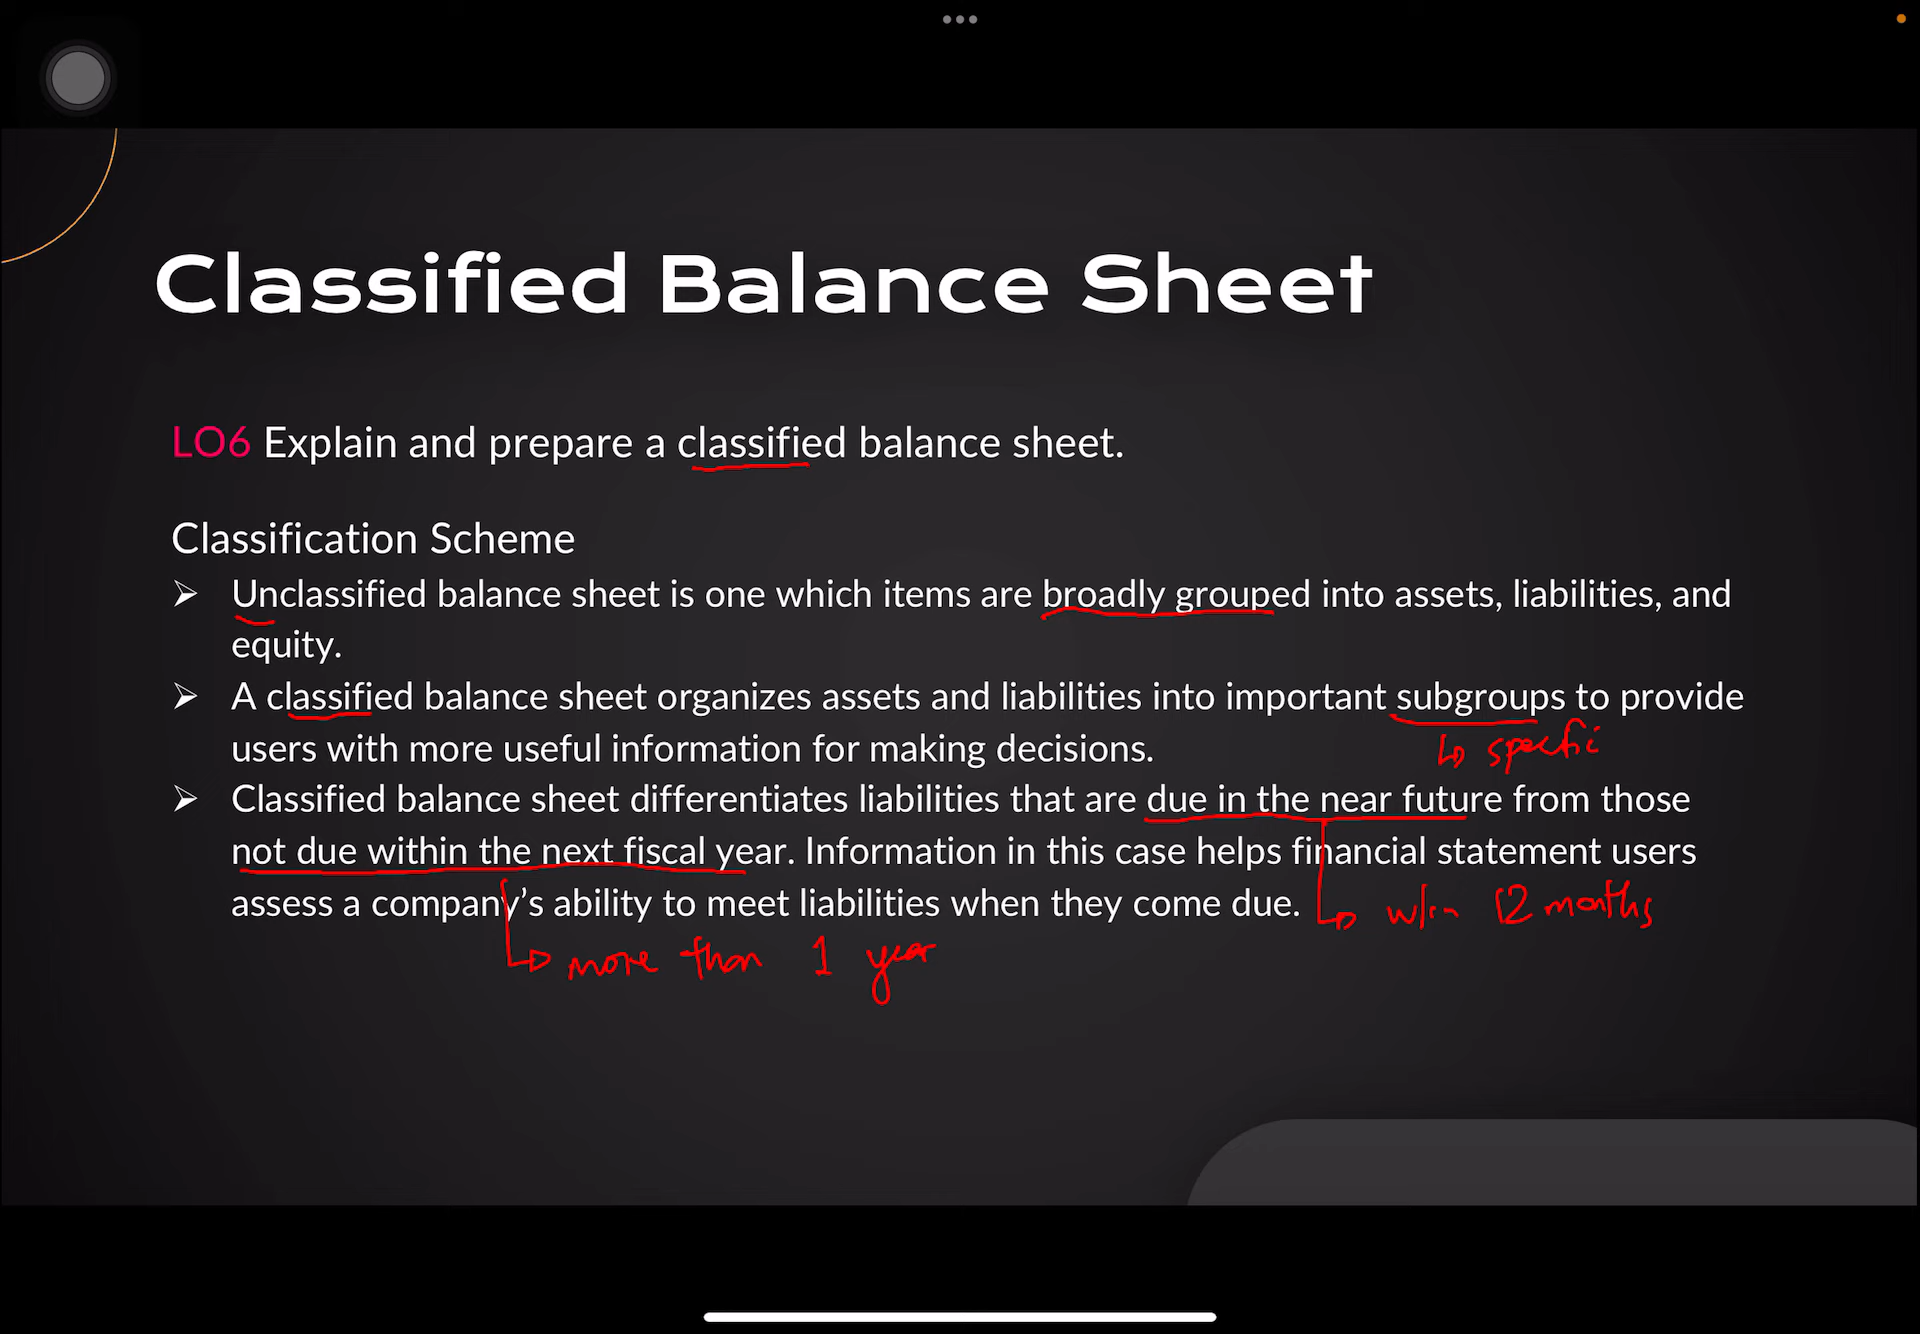 Classified Balance Sheet
LO6 Explain and prepare a classified balance sheet.
Classification Scheme
➢ Unclassified balance sheet is one which items are broadly grouped into assets, liabilities, and
equity.
➢ A classified balance sheet organizes assets and liabilities into important subgroups to provide
users with more useful information for making decisions.
↳ specific
➢ Classified balance sheet differentiates liabilities that are due in the near future from those
not due within the next fiscal year. Information in this case helps financial statement users
assess a company’s ability to meet liabilities when they come due.
↳ w/in 12 months
↳ more than 1 year